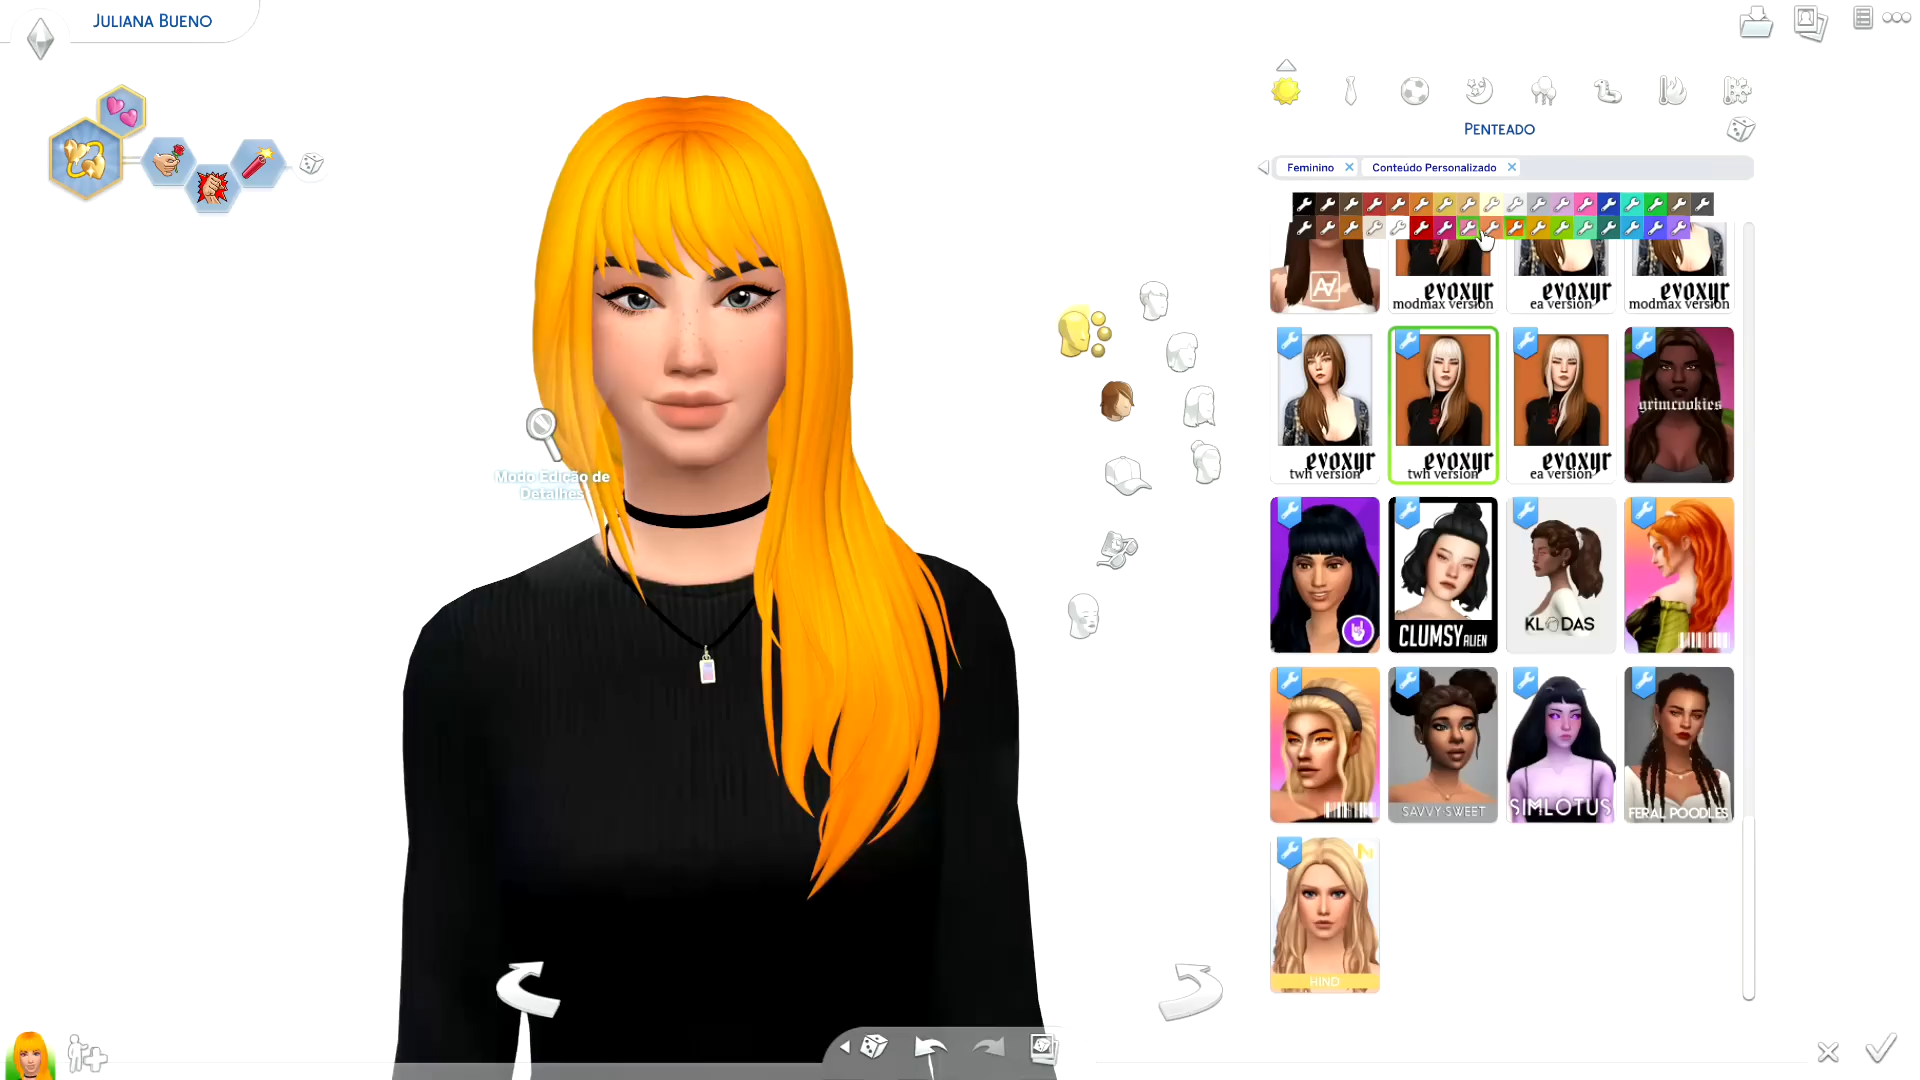 Juliana Bueno
Penteado
Feminino
Conteúdo Personalizado
evoxyr
modmax version
evoxyr
ea version
evoxyr
modmax version
evoxyr
twh version
evoxyr
twh version
evoxyr
ea version
grimcookies
Modo Edição de
Detalhes
CLUMSY ALIEN
KLODAS
SAVVY SWEET
SIMLOTUS
FERAL POODLES
N
HIND